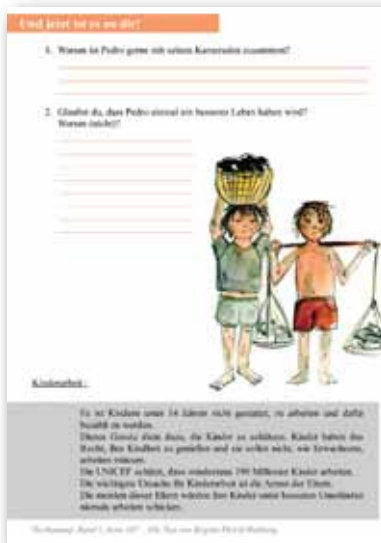 Und jetzt ist es an dir!
1. Warum ist Pedro gerne mit seinen Kameraden zusammen?
2. Glaubst du, dass Pedro einmal ein besseres Leben haben wird?
Warum (nicht)?
Kinderarbeit:
Es ist Kindern unter 14 Jahren nicht gestattet, zu arbeiten und dafür
bezahlt zu werden.
Dieses Gesetz dient dazu, die Kinder zu schützen. Kinder haben das
Recht, ihre Kindheit zu genießen und sie sollen nicht, wie Erwachsene,
arbeiten müssen.
Die UNICEF schätzt, dass mindestens Millionen Kinder arbeiten.
Die wichtigste Ursache für Kinderarbeit ist die Armut der Eltern.
Die meisten dieser Eltern würden ihre Kinder unter besseren Umständen
niemals arbeiten schicken.